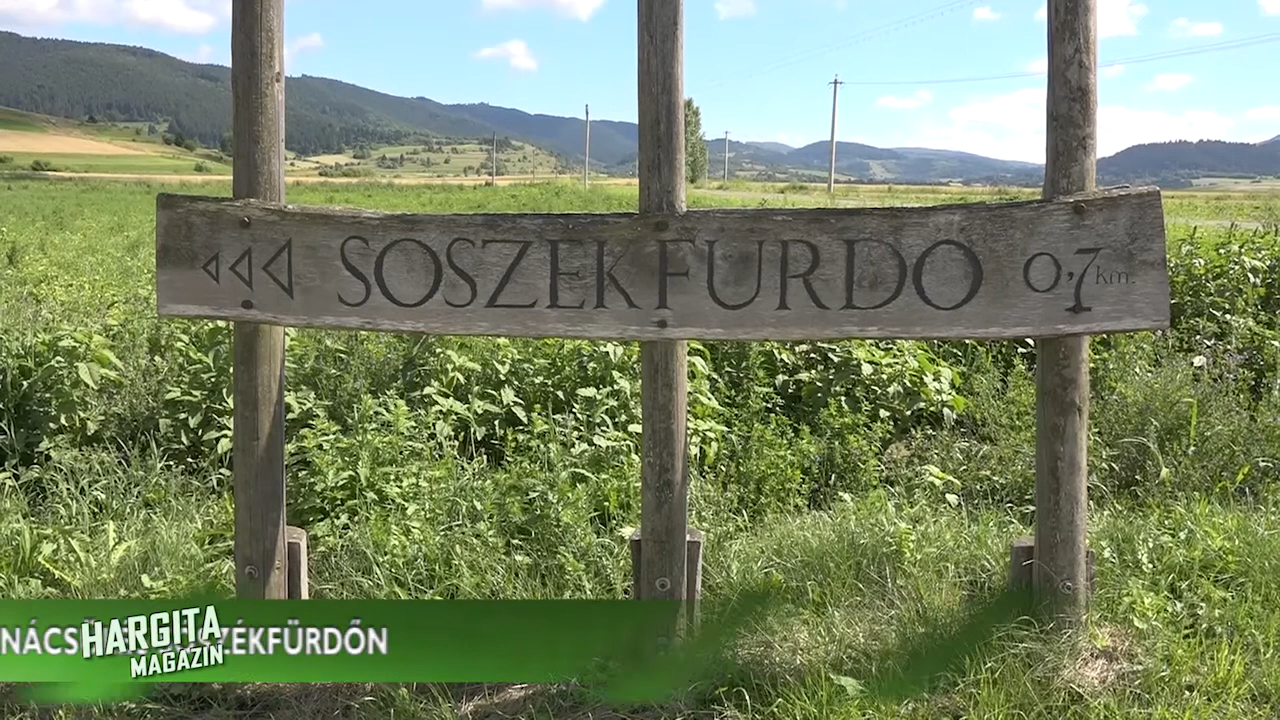 SOSZEKFURDO 0,7 km.
NÁCS
HARGITA
MAGAZIN
ZÉKFÜRDŐN